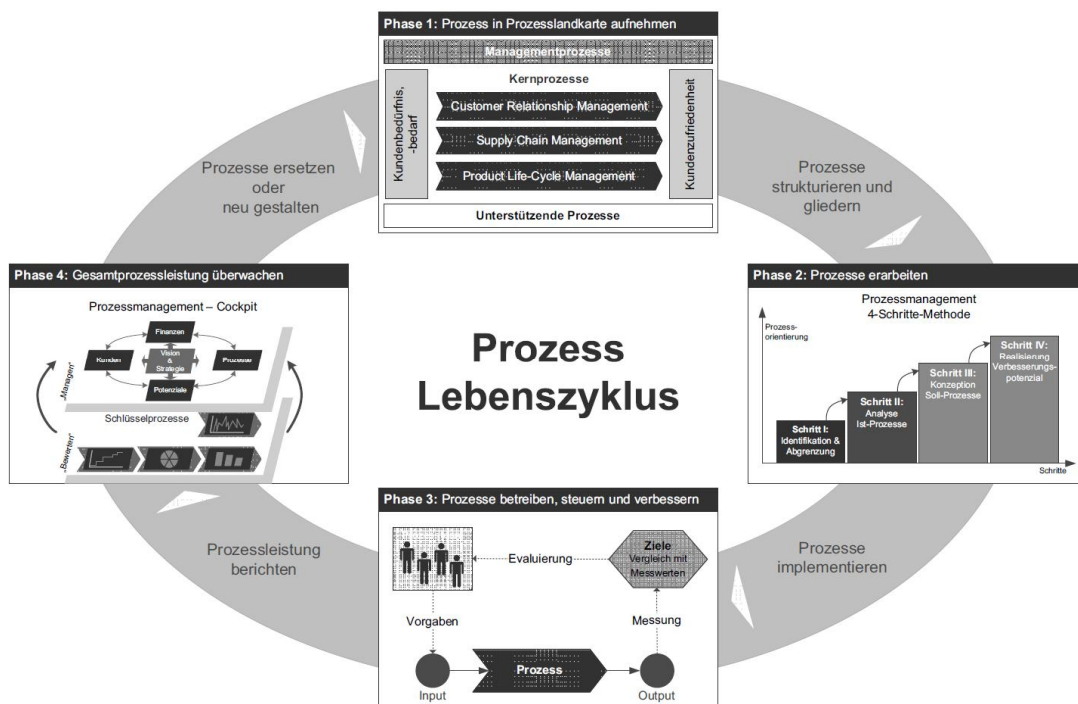 Phase 1: Prozess in Prozesslandkarte aufnehmen
Managementprozesse
Kundenbedürfnis,
-bedarf
Kernprozesse
Customer Relationship Management
Supply Chain Management
Product Life-Cycle Management
Kundenzufriedenheit
Unterstützende Prozesse
Prozesse
strukturieren und
gliedern
Phase 2: Prozesse erarbeiten
Prozessmanagement
4-Schritte-Methode
Prozess-
orientierung
Schritt I:
Identifikation &
Abgrenzung
Schritt II:
Analyse
Ist-Prozesse
Schritt III:
Konzeption
Soll-Prozesse
Schritt IV:
Realisierung
Verbesserungs-
potenzial
Schritte
Prozesse
implementieren
Phase 3: Prozesse betreiben, steuern und verbessern
Evaluierung
Ziele
Vergleich mit
Messwerten
Vorgaben
Messung
Input
Prozess
Output
Prozessleistung
berichten
Phase 4: Gesamtprozessleistung überwachen
Prozessmanagement – Cockpit
Finanzen
Kunden
Vision
&
Strategie
Prozesse
Potenziale
„Managen“
Schlüsselprozesse
„Bewerten“
Prozesse ersetzen
oder
neu gestalten
Prozess
Lebenszyklus